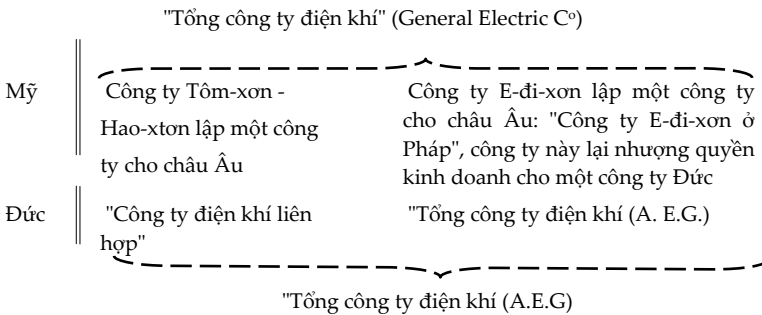 "Tổng công ty điện khí" (General Electric Cº)
Mỹ
Công ty Tôm-xơn -
Hao-xtơn lập một công
ty cho châu Âu
Công ty E-đi-xơn lập một công ty
cho châu Âu: "Công ty E-đi-xơn ở
Pháp", công ty này lại nhượng quyền
kinh doanh cho một công ty Đức
Đức
"Công ty điện khí liên
hợp"
"Tổng công ty điện khí (A. E.G.)
"Tổng công ty điện khí (A.E.G)